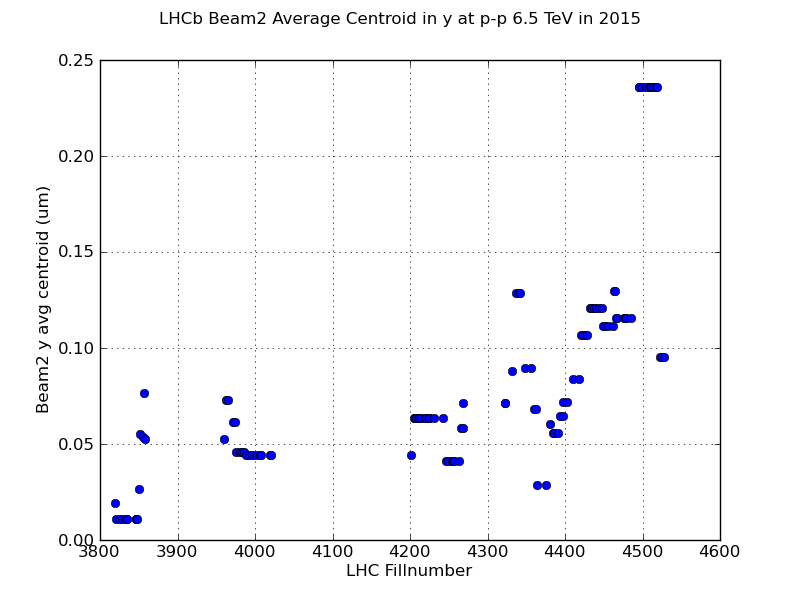 LHCb Beam2 Average Centroid in y at p-p 6.5 TeV in 2015
0.25
0.20
0.15
0.10
0.05
0.00
Beam2 y avg centroid (um)
3800 3900 4000 4100 4200 4300 4400 4500 4600
LHC Fillnumber